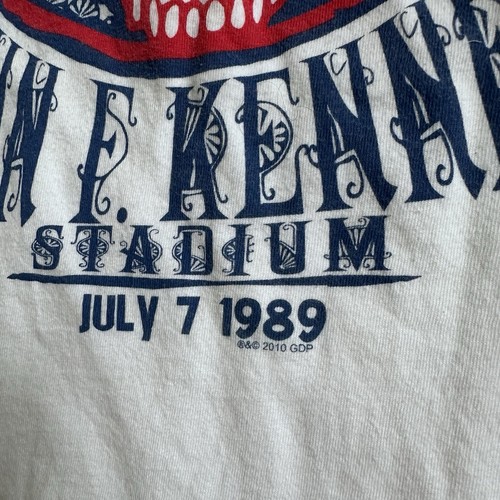 N F. KENN
STADIUM
JULY 7 1989
®&© 2010 GDP